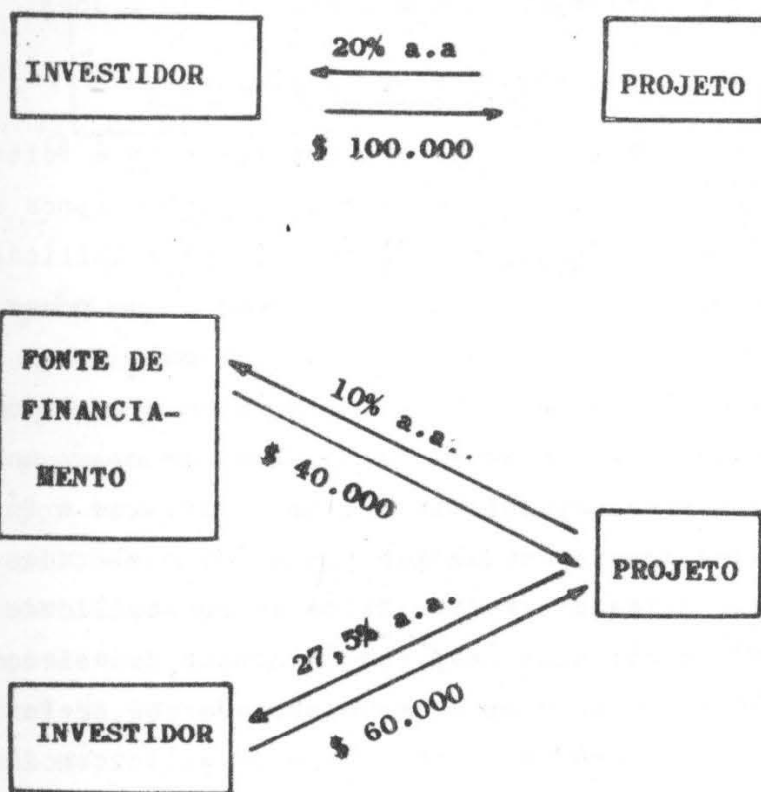 20% a.a
INVESTIDOR
PROJETO
$ 100.000
FONTE DE
FINANCIA-
MENTO
10% a.a..
$ 40.000
PROJETO
27,5% a.a.
INVESTIDOR
$ 60.000